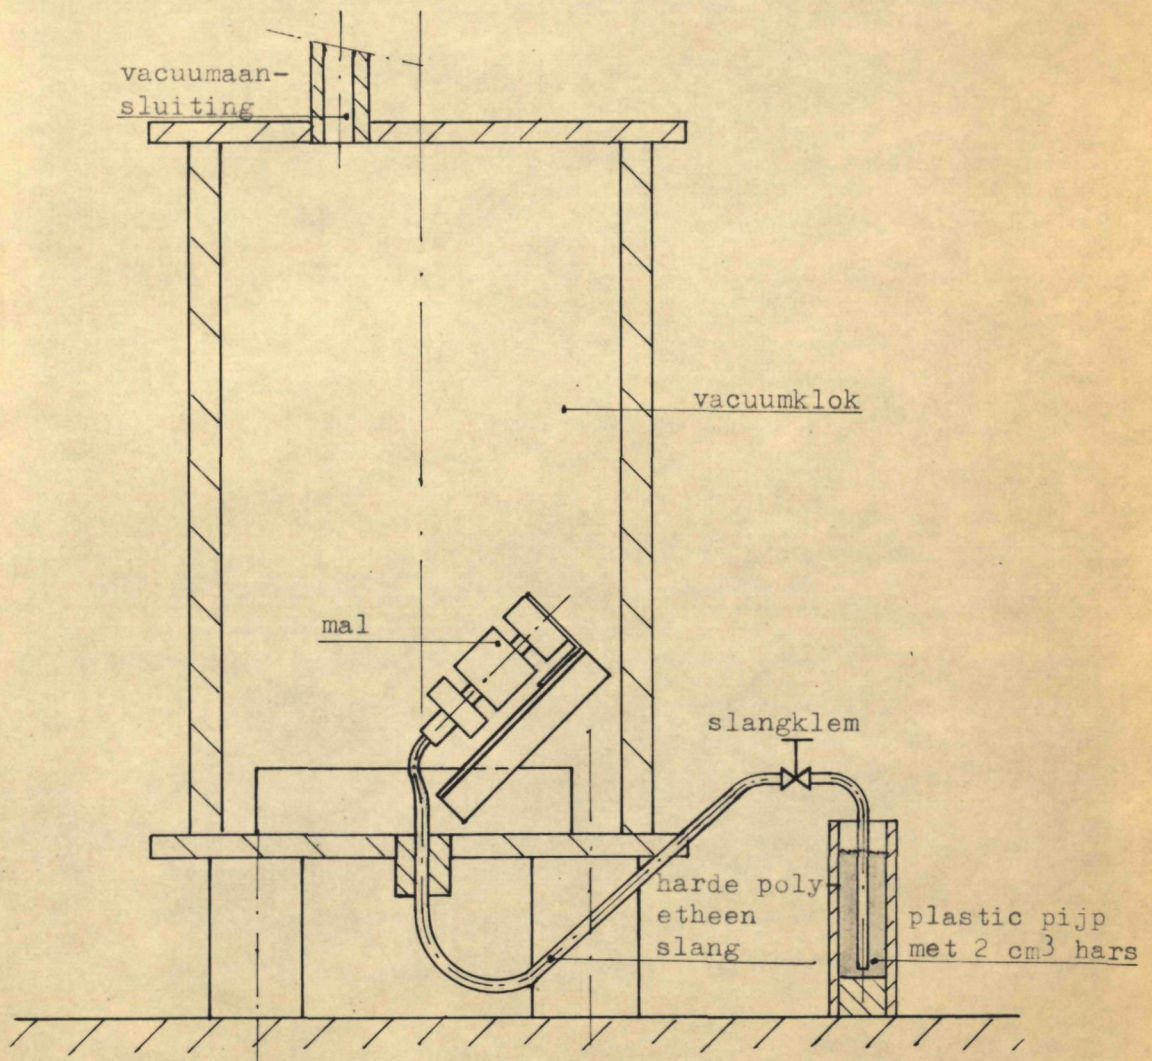 vacuumaan-
sluiting
vacuumklok
mal
slangklem
harde poly
etheen
slang
plastic pijp
met 2 cm³ hars